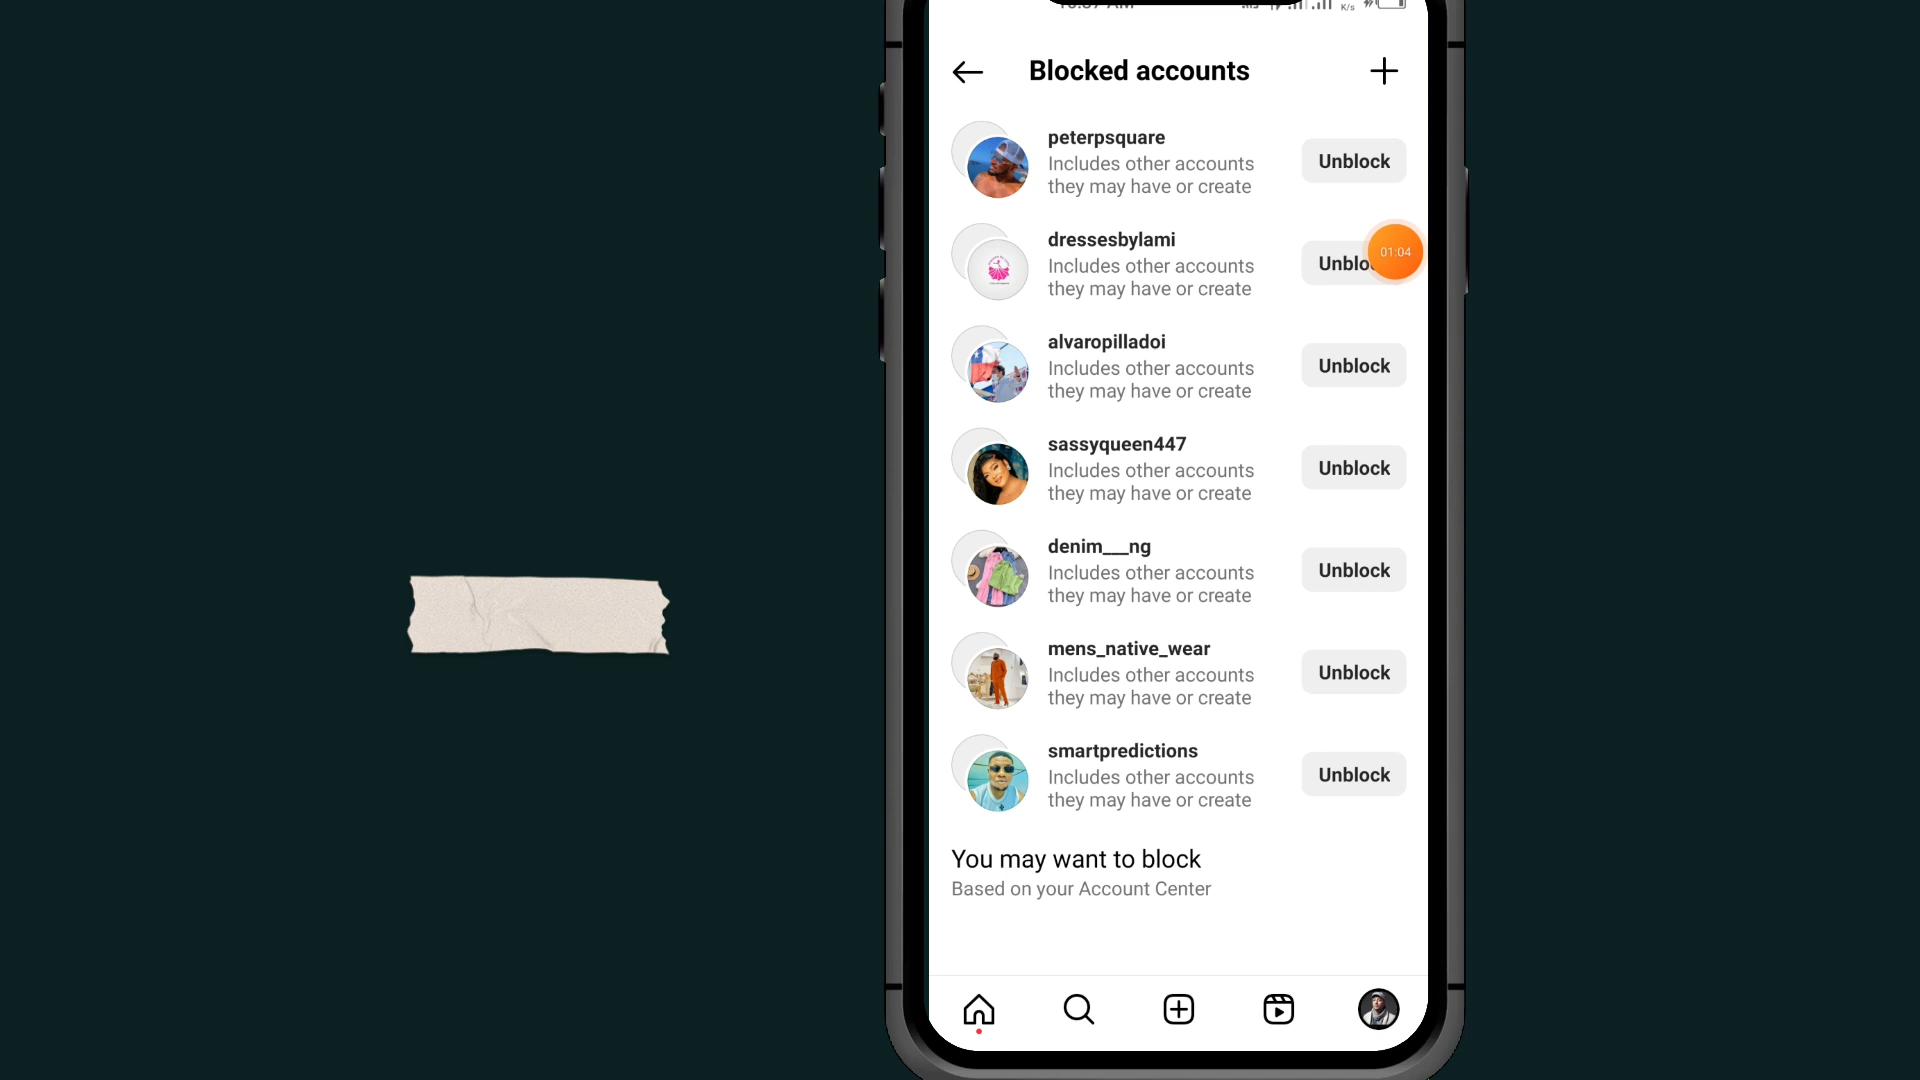 Blocked accounts
peterpsquare
Includes other accounts
they may have or create
Unblock
dressesbylami
Includes other accounts
they may have or create
Unblo
01:04
alvaropilladoi
Includes other accounts
they may have or create
Unblock
sassyqueen447
Includes other accounts
they may have or create
Unblock
denim___ng
Includes other accounts
they may have or create
Unblock
mens_native_wear
Includes other accounts
they may have or create
Unblock
smartpredictions
Includes other accounts
they may have or create
Unblock
You may want to block
Based on your Account Center